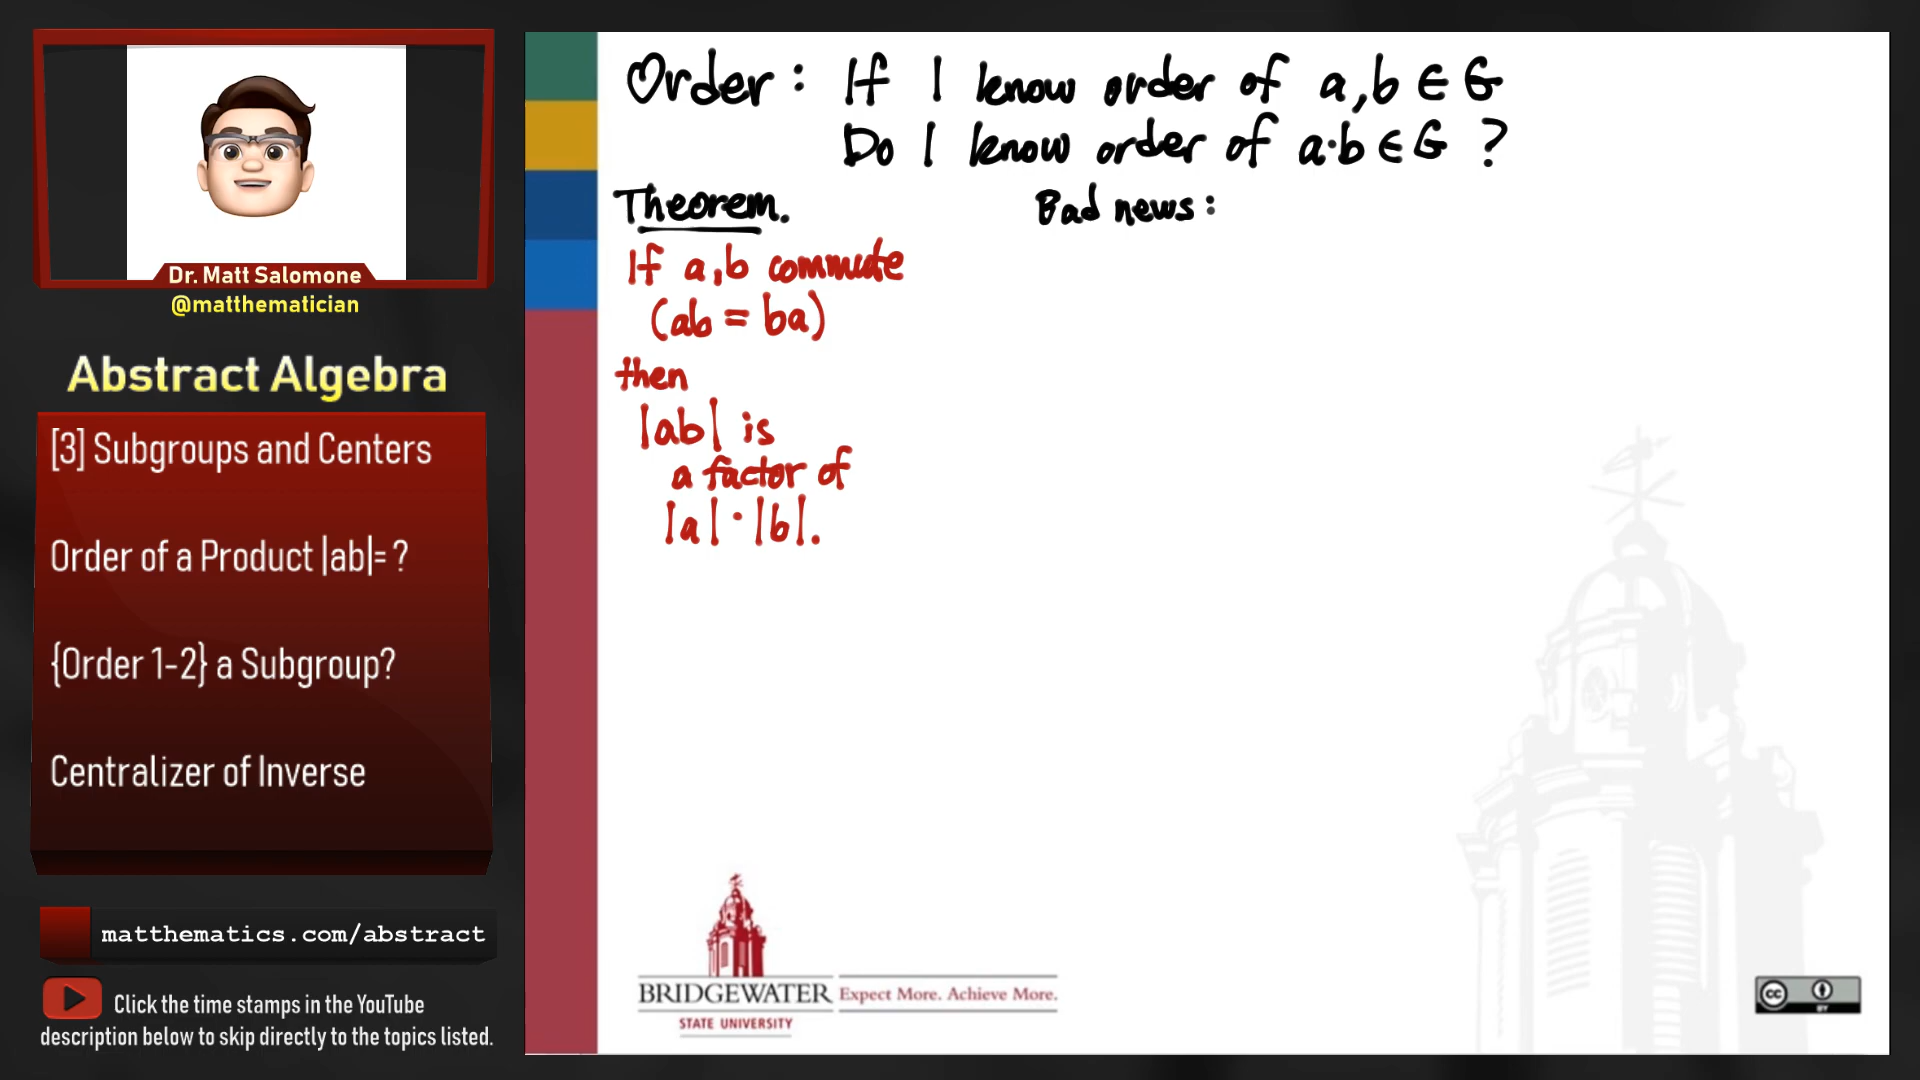 Dr. Matt Salomone
@matthematician
Abstract Algebra
[3] Subgroups and Centers
Order of a Product |ab|= ?
{Order 1-2} a Subgroup?
Centralizer of Inverse
matthematics.com/abstract
Click the time stamps in the YouTube
description below to skip directly to the topics listed.
Order: If I know order of a,b ∈ G
Do I know order of a·b ∈ G ?
Theorem.
If a,b commute
(ab = ba)
then
|ab| is
a factor of
|a|·|b|.
Bad news:
BRIDGEWATER
STATE UNIVERSITY
Expect More. Achieve More.
cc
BY